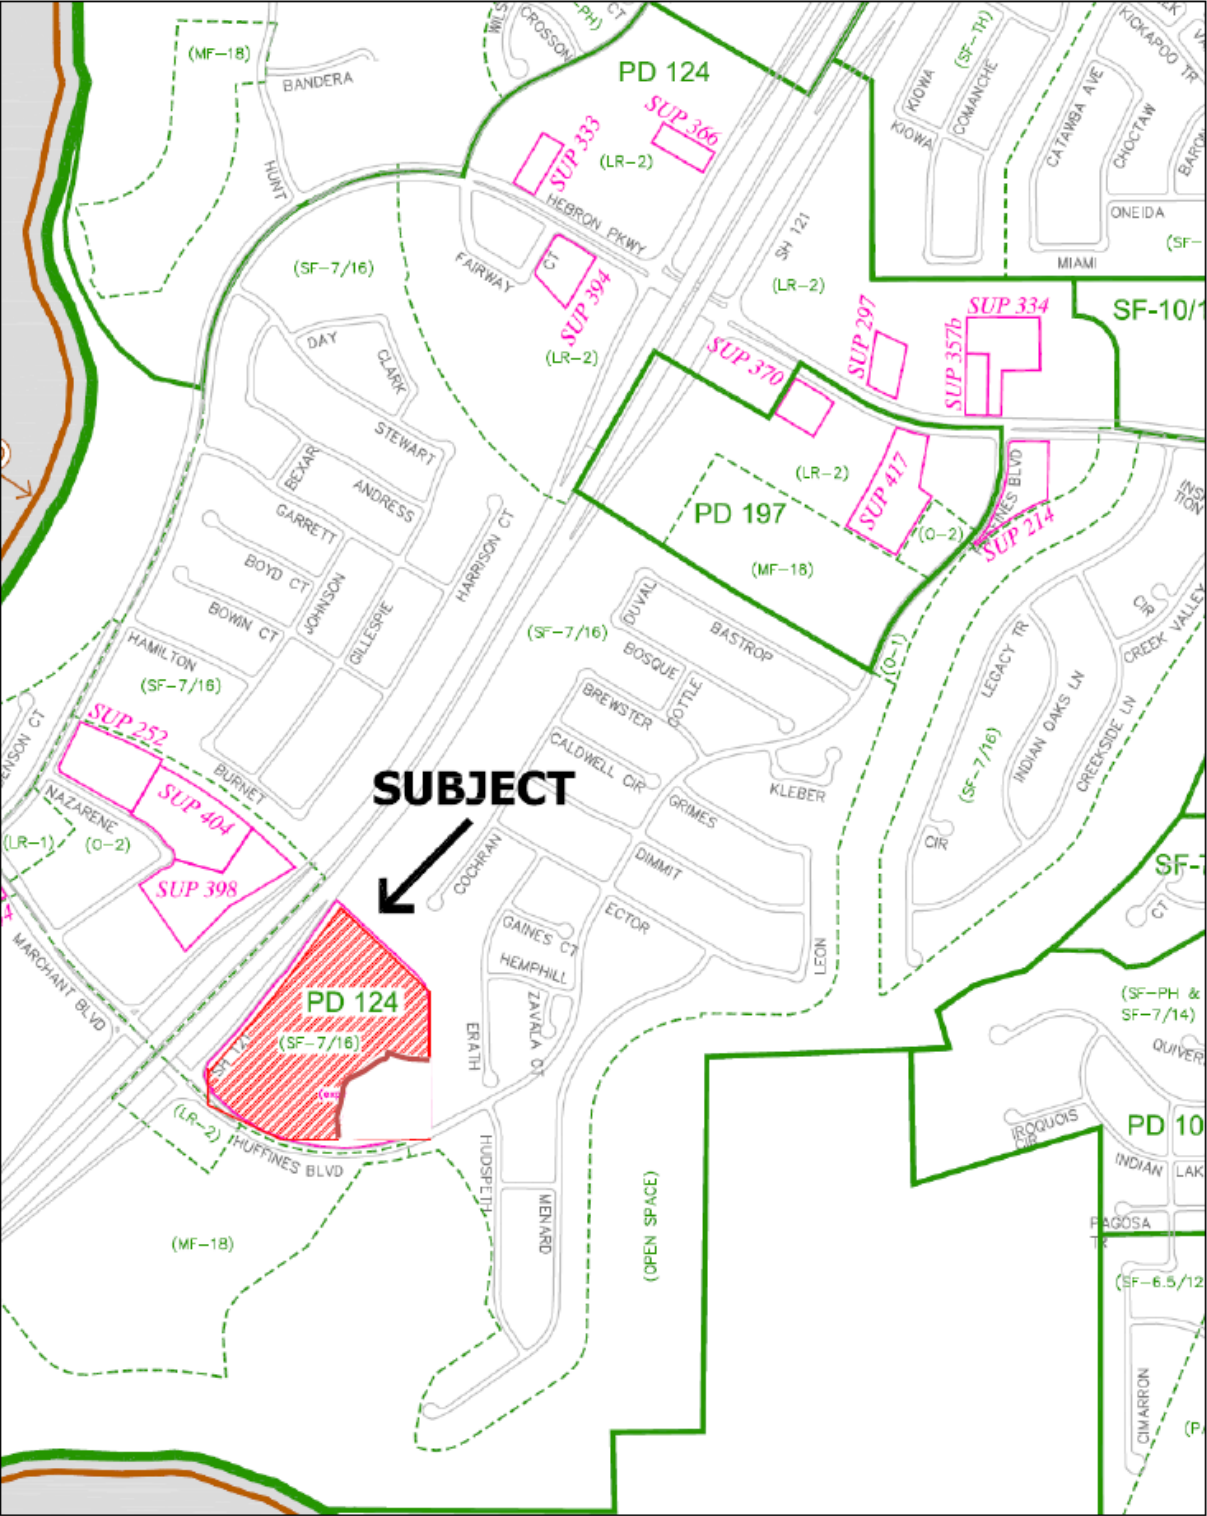 (MF-18)
BANDERA
CROSSON
CT
PD 124
SUP 333
SUP 366
(LR-2)
(SF-TH)
KIOWA
COMANCHE
KIOWA
KICKAPOO TR
CATAWBA AVE
CHOCTAW
BARON
ONEIDA
MIAMI
HUNT
HEBRON PKWY
FAIRWAY
CT
SUP 394
(SF-7/16)
SH 121
(LR-2)
(LR-2)
SUP 297
SUP 334
SUP 357b
SF-10/1
SUP 370
DAY
CLARK
STEWART
BEXAR
ANDRESS
GARRETT
HARRISON CT
BOYD CT
JOHNSON
BOWIN CT
GILLESPIE
HAMILTON
(SF-7/16)
(LR-2)
SUP 417
PD 197
(O-2)
(MF-18)
SUP 214
(O-1)
(SF-7/16)
DUVAL
BASTROP
BOSQUE
COTTLE
BREWSTER
CALDWELL CIR
KLEBER
GRIMES
DIMMIT
LEGACY TR
INDIAN OAKS LN
CREEKSIDE LN
CREEK VALLEY
CIR
(SF-7/16)
CIR
SUP 252
BURNET
NAZARENE
SUP 404
(LR-1)
(O-2)
SUP 398
SUBJECT
COCHRAN
ECTOR
GAINES CT
HEMPHILL
ZAVALA CT
ERATH
LEON
CT
MARCHANT BLVD
PD 124
(SF-7/16)
SH 121
(LR-2)
HUFFINES BLVD
HUDSPETH
MENARD
(OPEN SPACE)
(MF-18)
(SF-PH &
SF-7/14)
QUIVER
IROQUOIS
CIR
PD 10
INDIAN LAK
PAGOSA
TR
(SF-6.5/12
CIMARRON